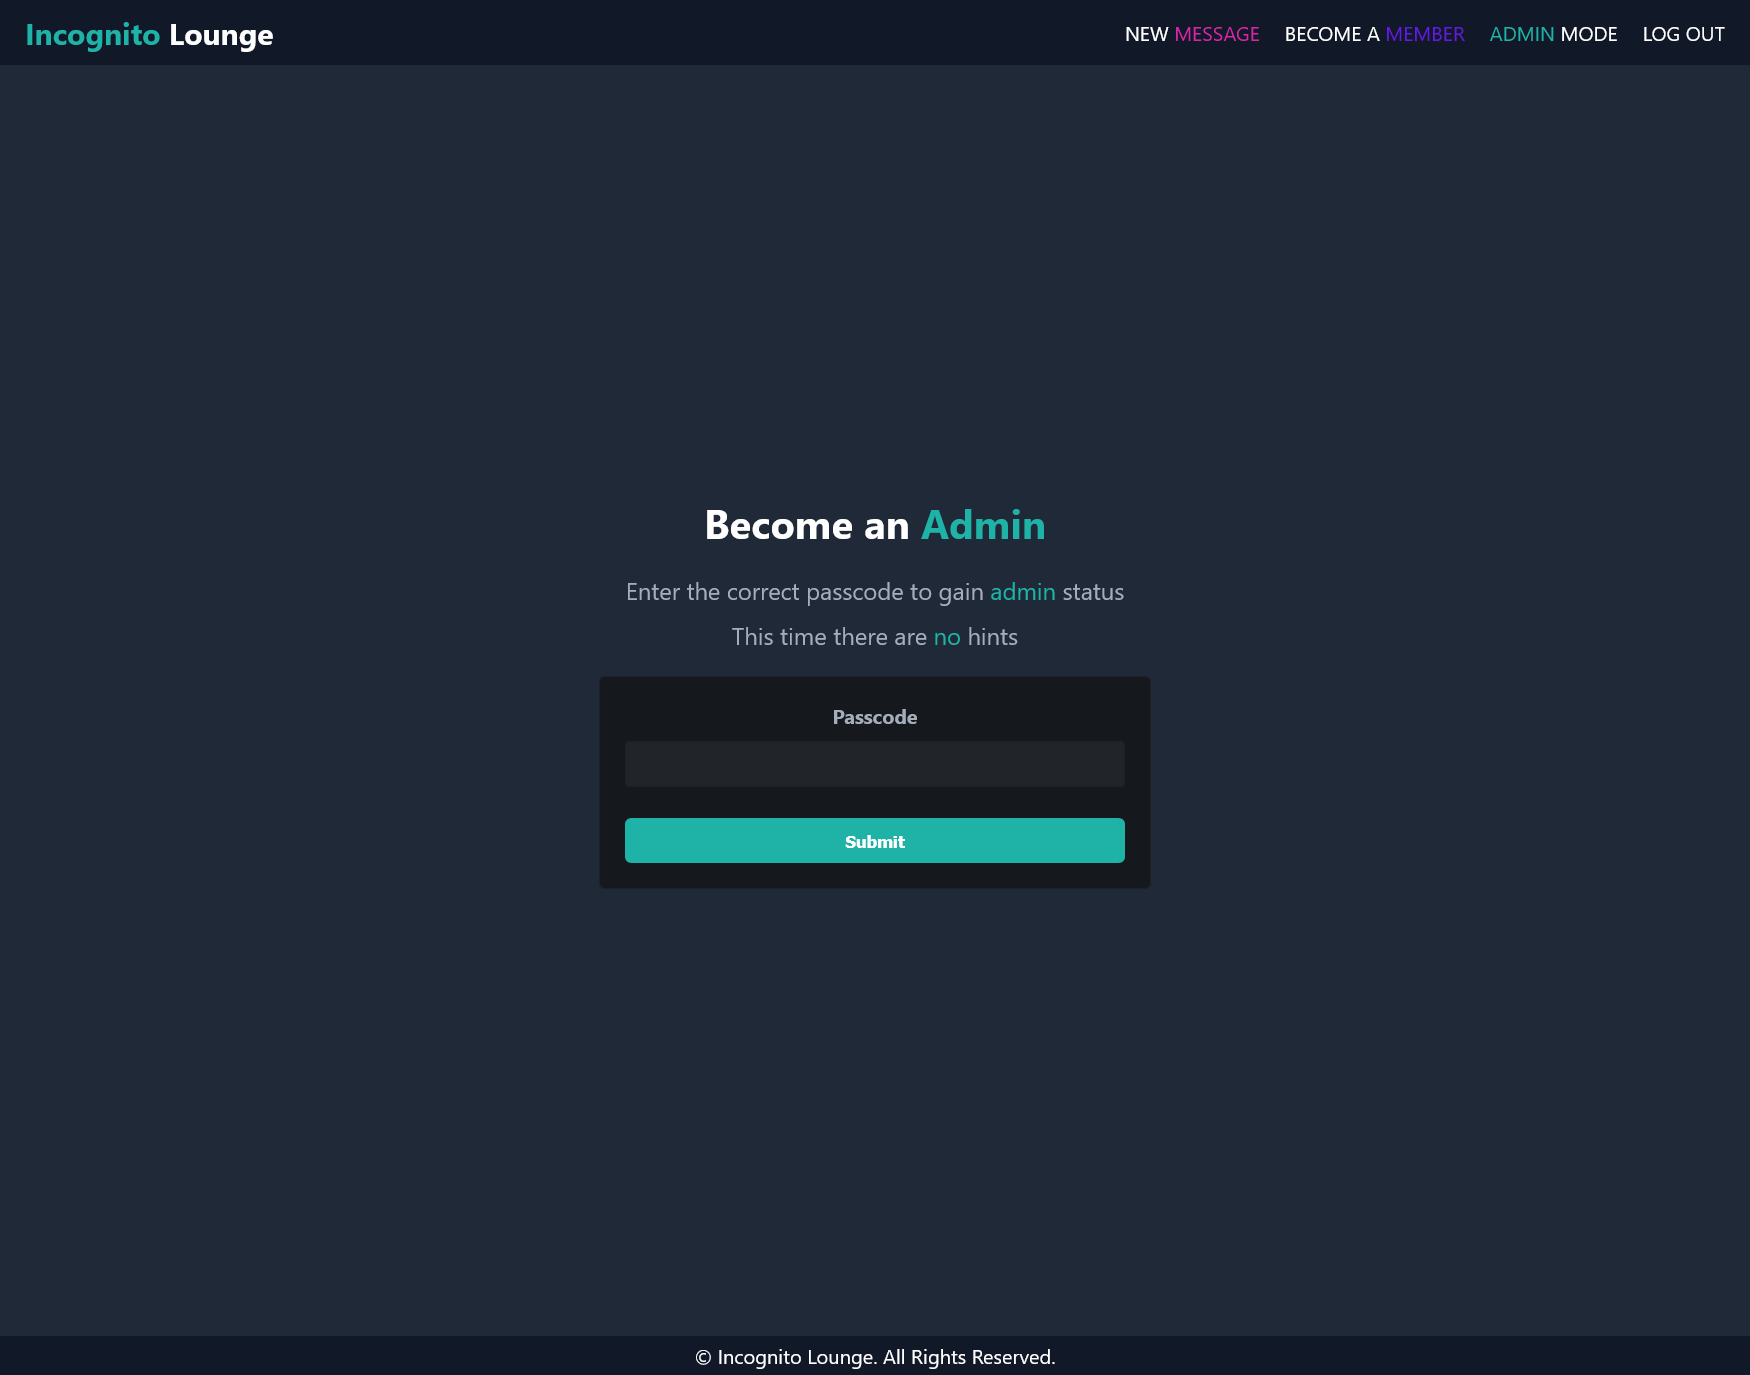 Incognito Lounge
NEW MESSAGE BECOME A MEMBER ADMIN MODE LOG OUT
Become an Admin
Enter the correct passcode to gain admin status
This time there are no hints
Passcode
Submit
© Incognito Lounge. All Rights Reserved.